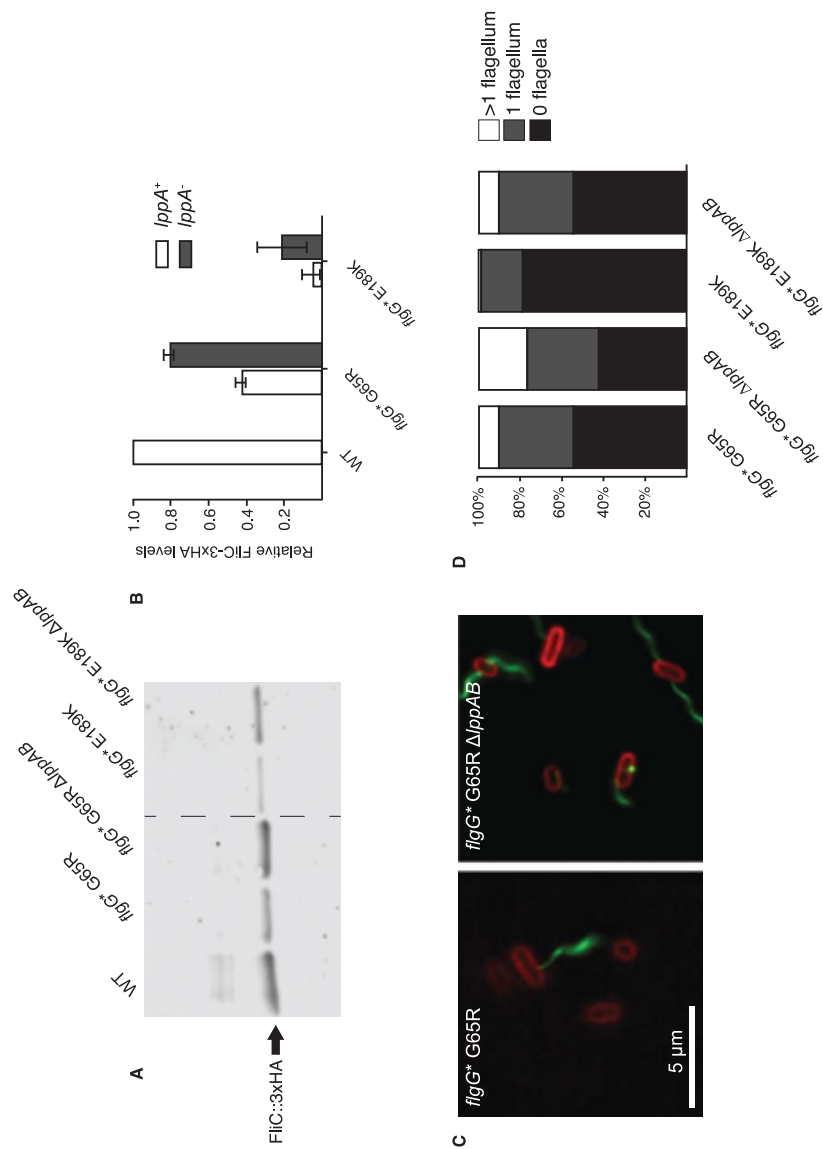 A
WT
flgG* G65R
flgG* G65R ΔlppAB
flgG* E189K
flgG* E189K ΔlppAB
FliC::3xHA
B
Relative FliC-3xHA levels
1.0
0.8
0.6
0.4
0.2
lppA⁺
lppA⁻
WT
flgG* G65R
flgG* E189K
C
flgG* G65R
5 µm
flgG* G65R ΔlppAB
D
100%
80%
60%
40%
20%
>1 flagellum
1 flagellum
0 flagella
flgG* G65R
flgG* G65R ΔlppAB
flgG* E189K
flgG* E189K ΔlppAB